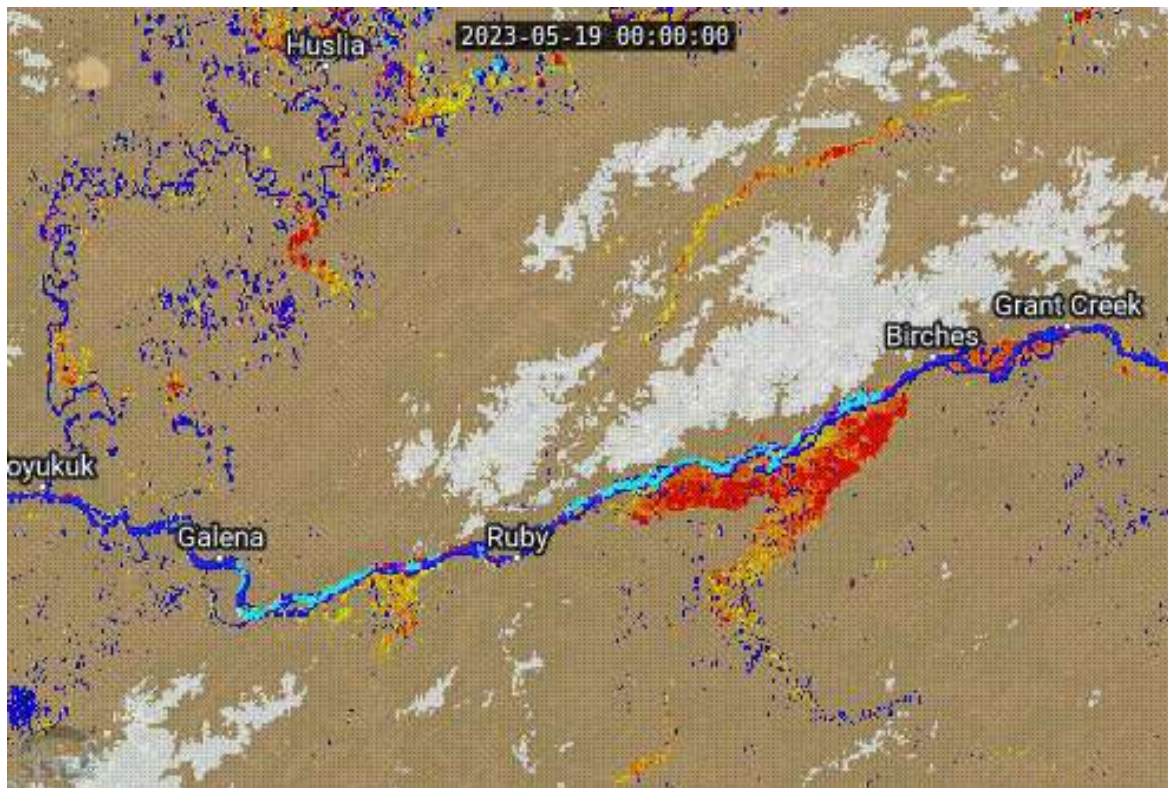 Huslia
2023-05-19 00:00:00
Grant Creek
Birches
oyukuk
Galena
Ruby